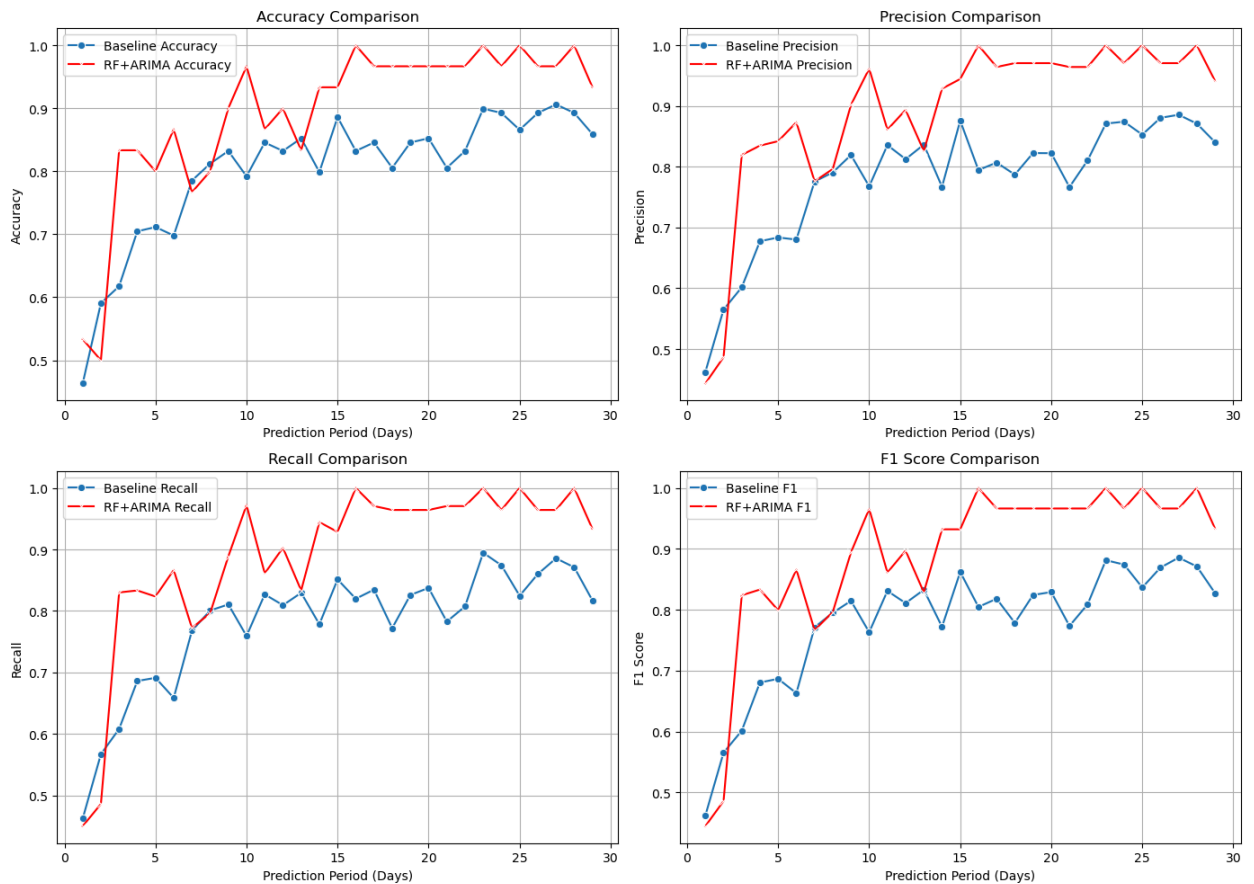 Accuracy Comparison
Baseline Accuracy
RF+ARIMA Accuracy
1.0
0.9
0.8
0.7
0.6
0.5
Accuracy
0 5 10 15 20 25 30
Prediction Period (Days)
Precision Comparison
Baseline Precision
RF+ARIMA Precision
1.0
0.9
0.8
0.7
0.6
0.5
Precision
0 5 10 15 20 25 30
Prediction Period (Days)
Recall Comparison
Baseline Recall
RF+ARIMA Recall
1.0
0.9
0.8
0.7
0.6
0.5
Recall
0 5 10 15 20 25 30
Prediction Period (Days)
F1 Score Comparison
Baseline F1
RF+ARIMA F1
1.0
0.9
0.8
0.7
0.6
0.5
F1 Score
0 5 10 15 20 25 30
Prediction Period (Days)